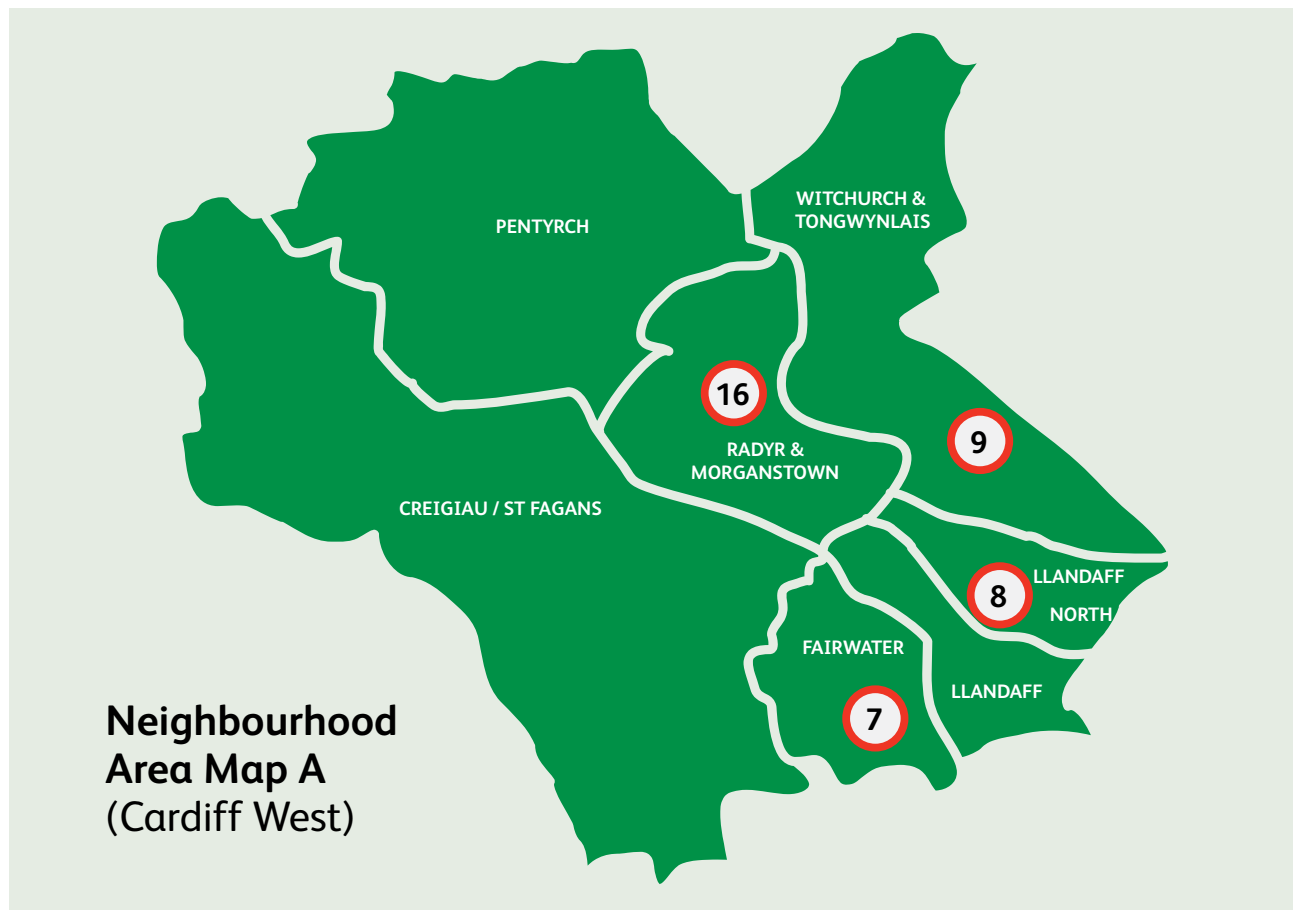 PENTYRCH
WITCHURCH &
TONGWYNLAIS
16
RADYR &
MORGANSTOWN
9
CREIGIAU / ST FAGANS
8
LLANDAFF
NORTH
FAIRWATER
7
LLANDAFF
Neighbourhood
Area Map A
(Cardiff West)